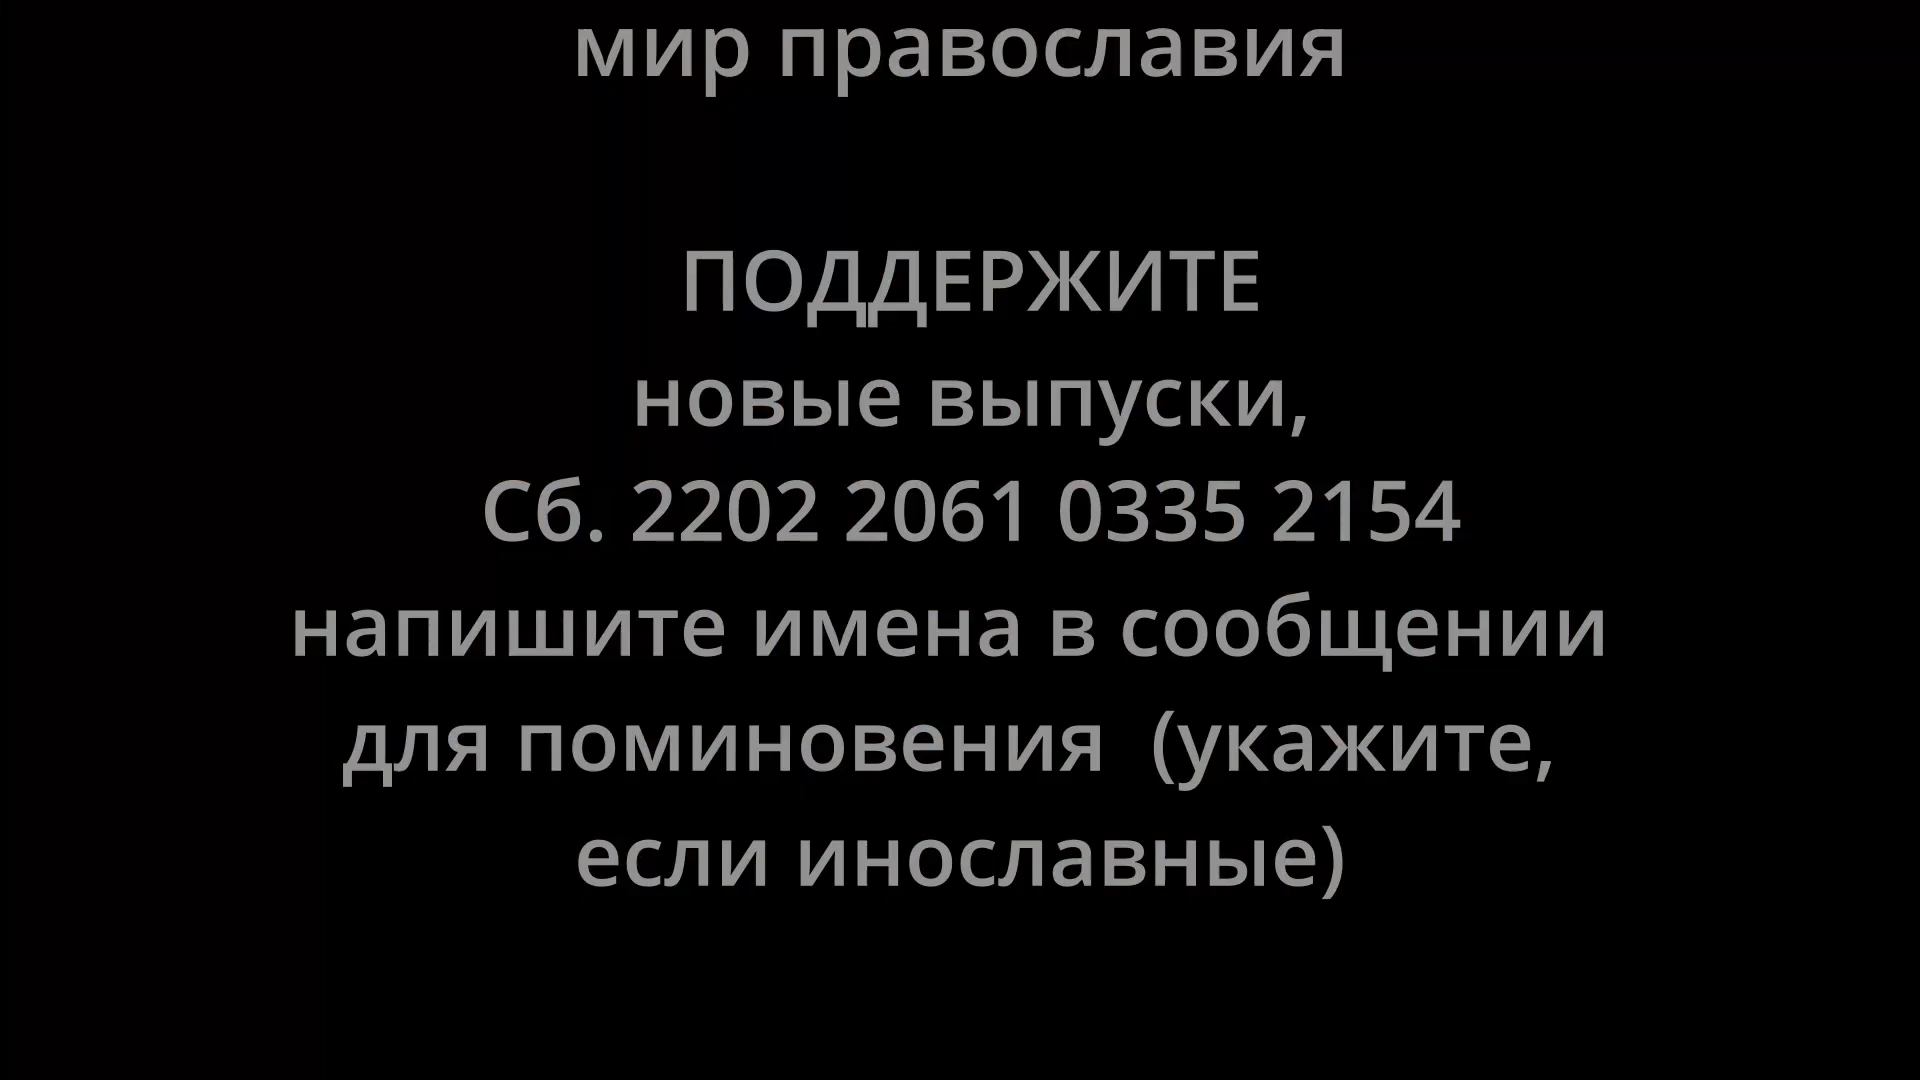 мир православия
ПОДДЕРЖИТЕ
новые выпуски,
Сб. 2202 2061 0335 2154
напишите имена в сообщении
для поминовения (укажите,
если инославные)